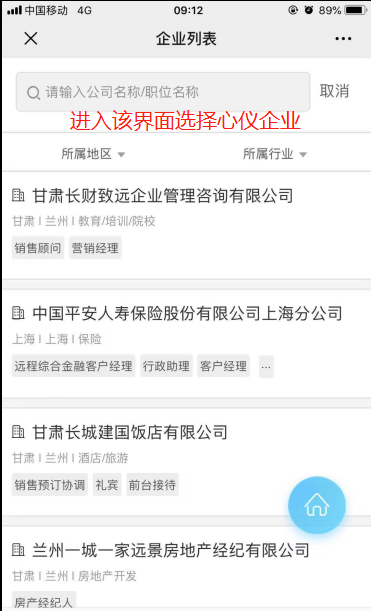 中国移动 4G 09:12 89%
企业列表
请输入公司名称/职位名称 取消
进入该界面选择心仪企业
所属地区 所属行业
甘肃长财致远企业管理咨询有限公司
甘肃 | 兰州 | 教育/培训/院校
销售顾问 营销经理
中国平安人寿保险股份有限公司上海分公司
上海 | 上海 | 保险
远程综合金融客户经理 行政助理 客户经理 ...
甘肃长城建国饭店有限公司
甘肃 | 兰州 | 酒店/旅游
销售预订协调 礼宾 前台接待
兰州一城一家远景房地产经纪有限公司
甘肃 | 兰州 | 房地产开发
房产经纪人